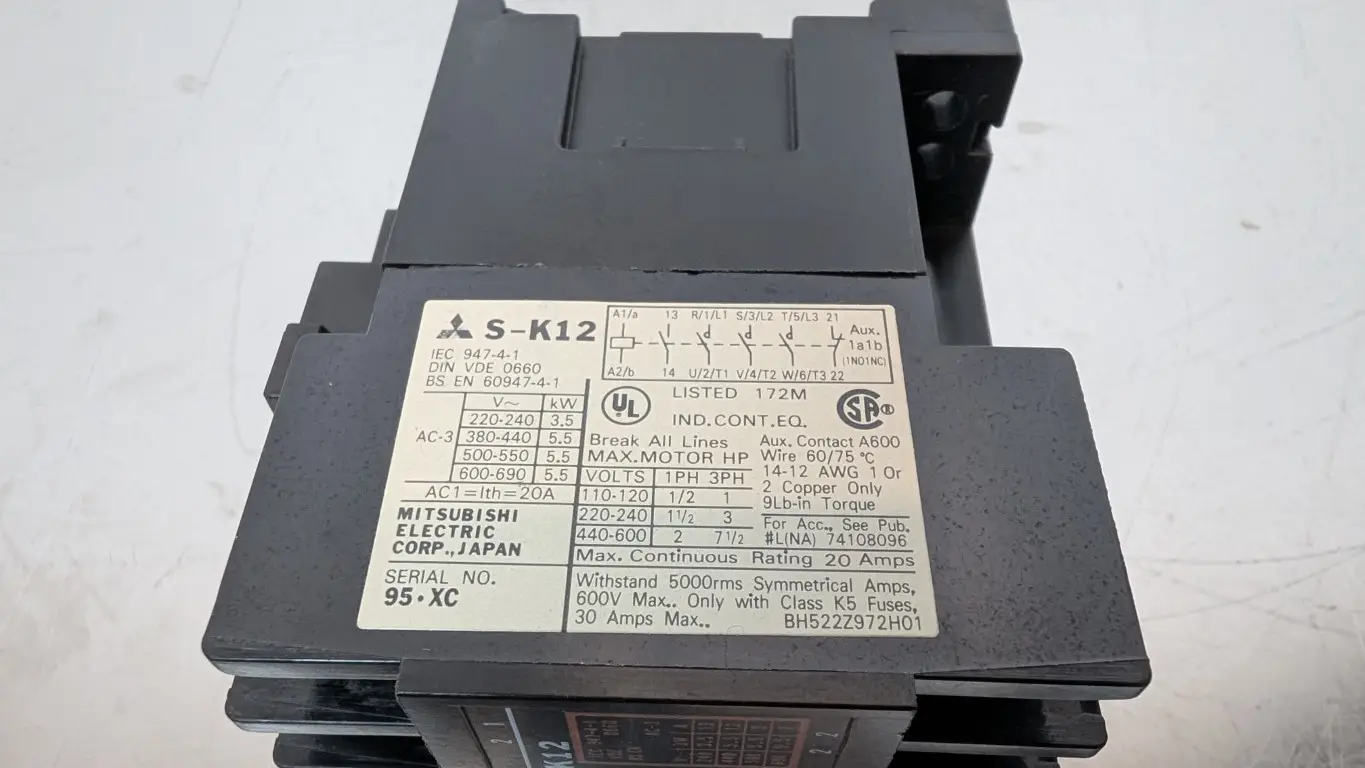 S-K12
IEC 947-4-1
DIN VDE 0660
BS EN 60947-4-1
V~ kW
AC-3
220-240 3.5
380-440 5.5
500-550 5.5
600-690 5.5
AC1=Ith=20A
MITSUBISHI
ELECTRIC
CORP., JAPAN
SERIAL NO.
95•XC
A1/a 13 R/1/L1 S/3/L2 T/5/L3 21
Aux.
1a1b
(1NO1NC)
A2/b 14 U/2/T1 V/4/T2 W/6/T3 22
UL LISTED 172M SA®
IND.CONT.EQ.
Break All Lines
MAX.MOTOR HP
VOLTS 1PH 3PH
110-120 1/2 1
220-240 1 1/2 3
440-600 2 7 1/2
Aux. Contact A600
Wire 60/75 °C
14-12 AWG 1 Or
2 Copper Only
9Lb-in Torque
For Acc., See Pub.
#L(NA) 74108096
Max. Continuous Rating 20 Amps
Withstand 5000rms Symmetrical Amps,
600V Max.. Only with Class K5 Fuses,
30 Amps Max.. BH522Z972H01
2 1
K12
2 2